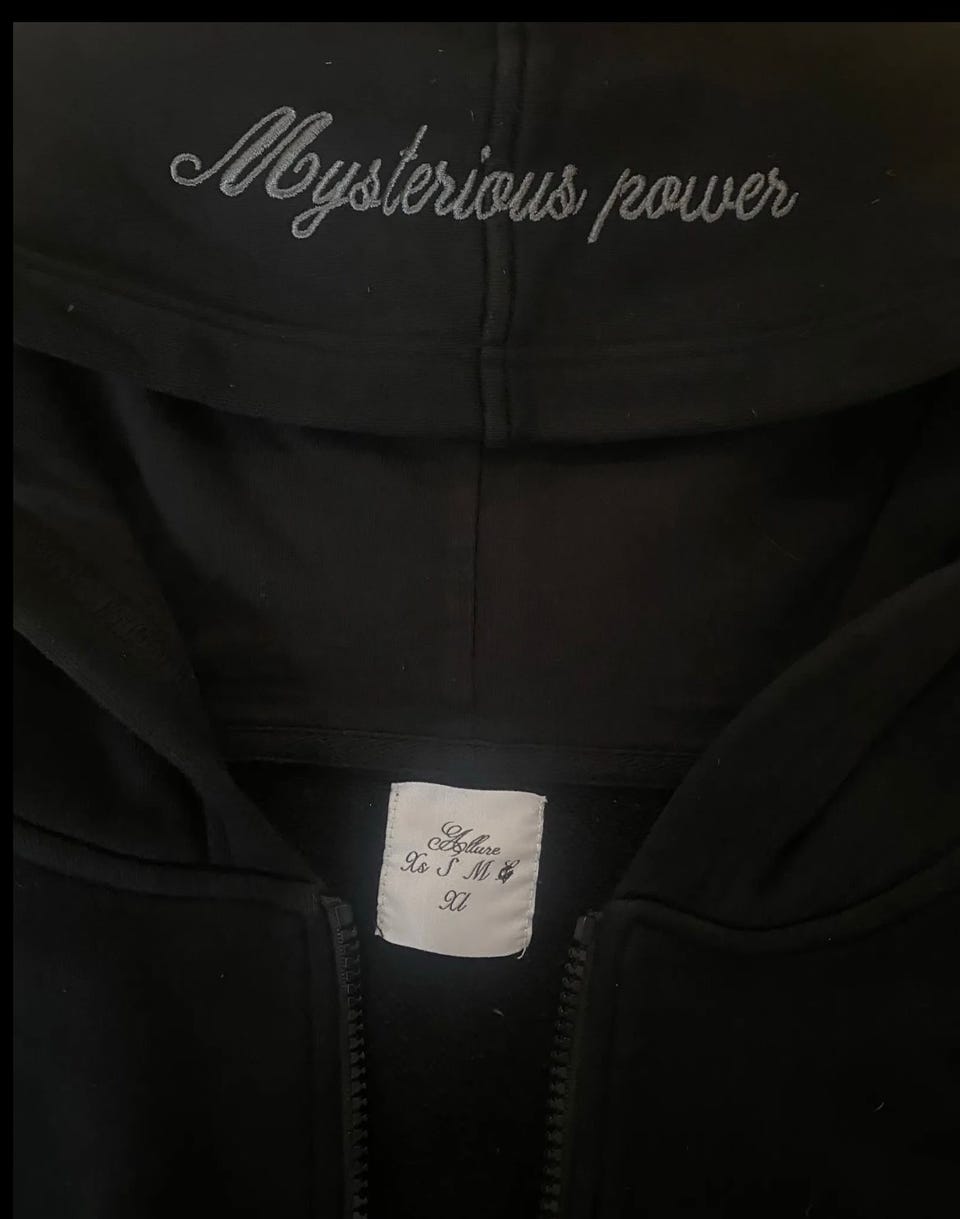 Mysterious power
Allure
Xs S M L
Xl